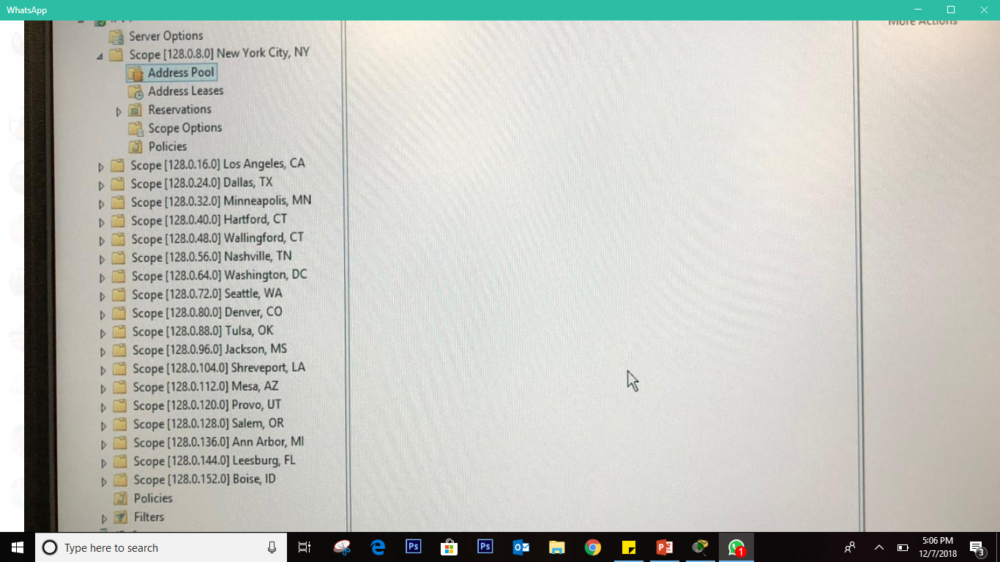 WhatsApp
More Actions
Server Options
Scope [128.0.8.0] New York City, NY
Address Pool
Address Leases
Reservations
Scope Options
Policies
Scope [128.0.16.0] Los Angeles, CA
Scope [128.0.24.0] Dallas, TX
Scope [128.0.32.0] Minneapolis, MN
Scope [128.0.40.0] Hartford, CT
Scope [128.0.48.0] Wallingford, CT
Scope [128.0.56.0] Nashville, TN
Scope [128.0.64.0] Washington, DC
Scope [128.0.72.0] Seattle, WA
Scope [128.0.80.0] Denver, CO
Scope [128.0.88.0] Tulsa, OK
Scope [128.0.96.0] Jackson, MS
Scope [128.0.104.0] Shreveport, LA
Scope [128.0.112.0] Mesa, AZ
Scope [128.0.120.0] Provo, UT
Scope [128.0.128.0] Salem, OR
Scope [128.0.136.0] Ann Arbor, MI
Scope [128.0.144.0] Leesburg, FL
Scope [128.0.152.0] Boise, ID
Policies
Filters
Type here to search
Ps
Ps
1
5:06 PM
12/7/2018
3